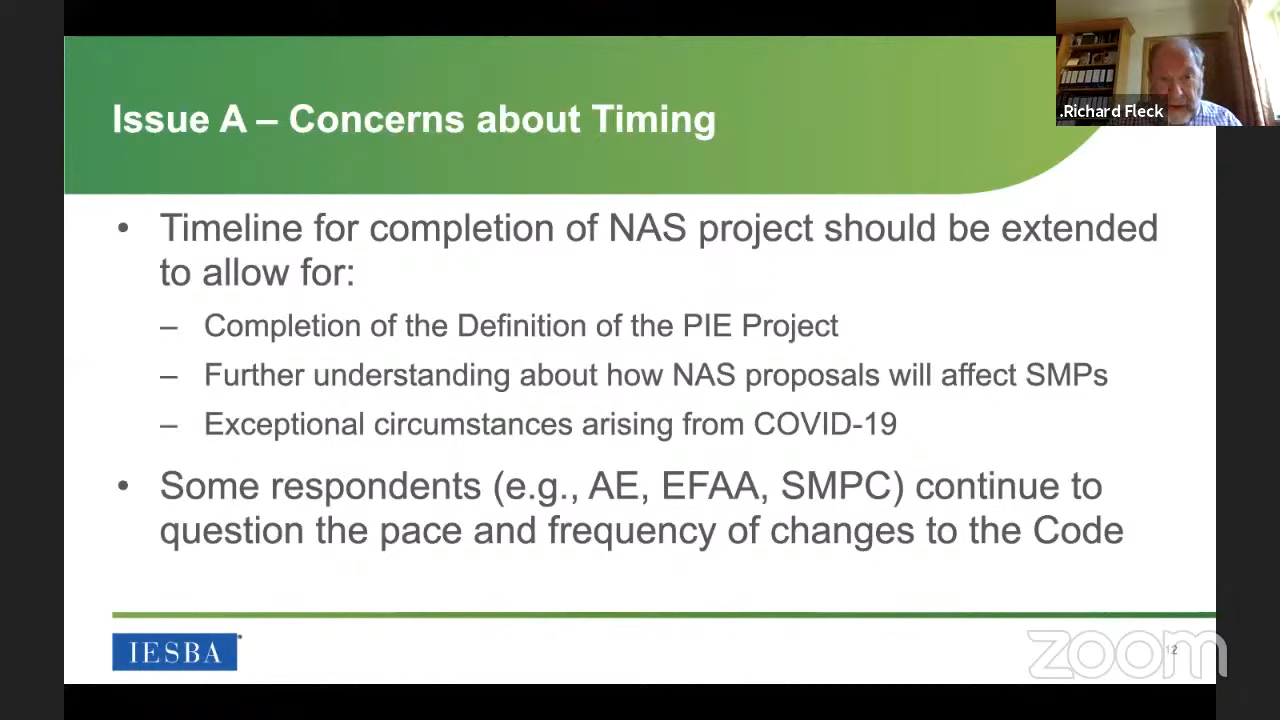 .Richard Fleck
Issue A – Concerns about Timing
• Timeline for completion of NAS project should be extended
to allow for:
– Completion of the Definition of the PIE Project
– Further understanding about how NAS proposals will affect SMPs
– Exceptional circumstances arising from COVID-19
• Some respondents (e.g., AE, EFAA, SMPC) continue to
question the pace and frequency of changes to the Code
IESBA
zoom
12